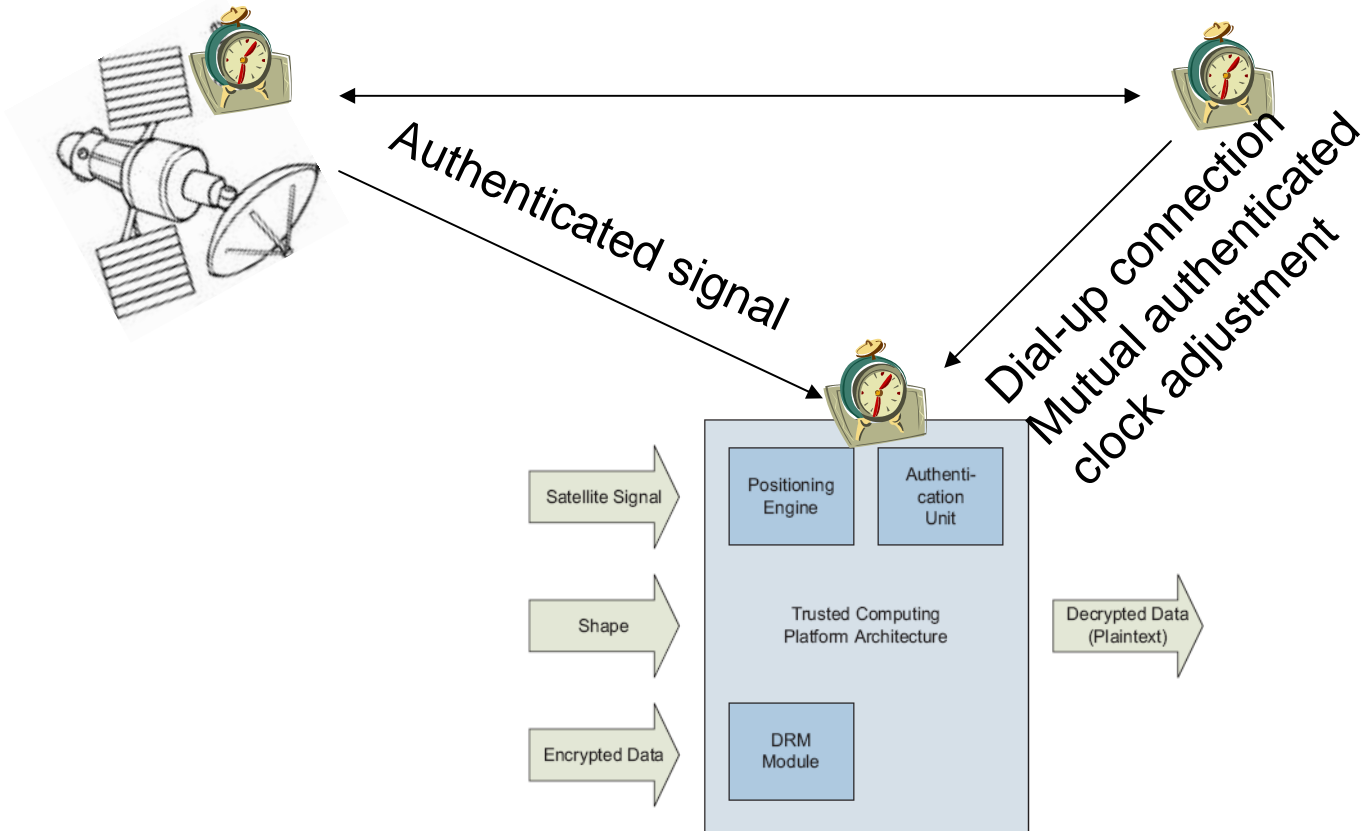 Authenticated signal
Dial-up connection
Mutual authenticated
clock adjustment
Satellite Signal
Positioning
Engine
Authenti-
cation
Unit
Shape
Trusted Computing
Platform Architecture
Decrypted Data
(Plaintext)
Encrypted Data
DRM
Module